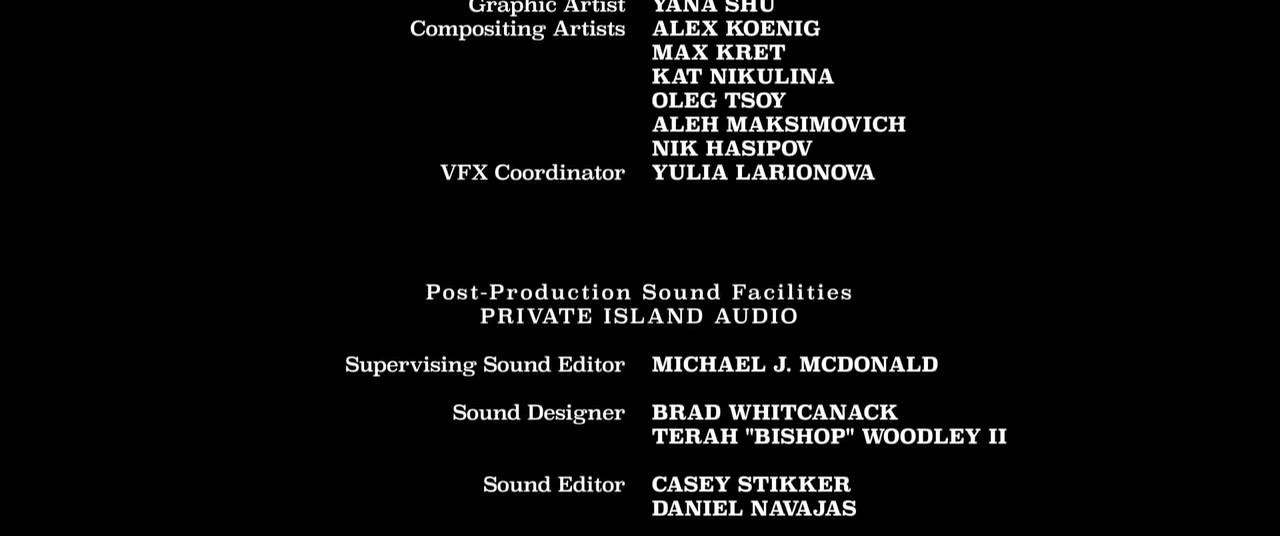 Graphic Artist YANA SHU
Compositing Artists ALEX KOENIG
MAX KRET
KAT NIKULINA
OLEG TSOY
ALEH MAKSIMOVICH
NIK HASIPOV
VFX Coordinator YULIA LARIONOVA
Post-Production Sound Facilities
PRIVATE ISLAND AUDIO
Supervising Sound Editor MICHAEL J. MCDONALD
Sound Designer BRAD WHITCANACK
TERAH "BISHOP" WOODLEY II
Sound Editor CASEY STIKKER
DANIEL NAVAJAS